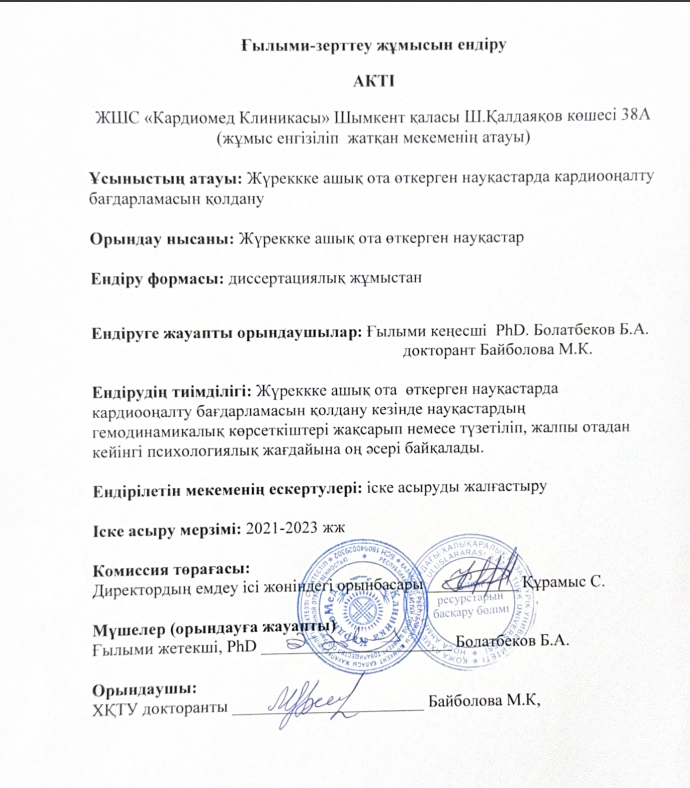 Ғылыми-зерттеу жұмысын ендіру
АКТІ
ЖШС «Кардиомед Клиникасы» Шымкент қаласы Ш.Қалдаяқов көшесі 38А
(жұмыс енгізіліп жатқан мекеменің атауы)
Ұсыныстың атауы: Жүреккке ашық ота өткерген науқастарда кардиооңалту
бағдарламасын қолдану
Орындау нысаны: Жүреккке ашық ота өткерген науқастар
Ендіру формасы: диссертациялық жұмыстан
Ендіруге жауапты орындаушылар: Ғылыми кеңесші PhD. Болатбеков Б.А.
докторант Байболова М.К.
Ендірудің тиімділігі: Жүреккке ашық ота өткерген науқастарда
кардиооңалту бағдарламасын қолдану кезінде науқастардың
гемодинамикалық көрсеткіштері жақсарып немесе түзетіліп, жалпы отадан
кейінгі психологиялық жағдайына оң әсері байқалады.
Ендірілетін мекеменің ескертулері: іске асыруды жалғастыру
Іске асыру мерзімі: 2021-2023 жж
Комиссия төрағасы:
Директордың емдеу ісі жөніндегі орынбасары Құрамыс С.
ресурстарын
басқару бөлімі
Мүшелер (орындауға жауапты)
Ғылыми жетекші, PhD Болатбеков Б.А.
Орындаушы:
ХҚТУ докторанты Байболова М.К,